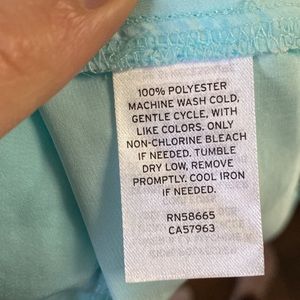 100% POLYESTER
MACHINE WASH COLD,
GENTLE CYCLE, WITH
LIKE COLORS. ONLY
NON-CHLORINE BLEACH
IF NEEDED. TUMBLE
DRY LOW, REMOVE
PROMPTLY. COOL IRON
IF NEEDED.
RN58665
CA57963